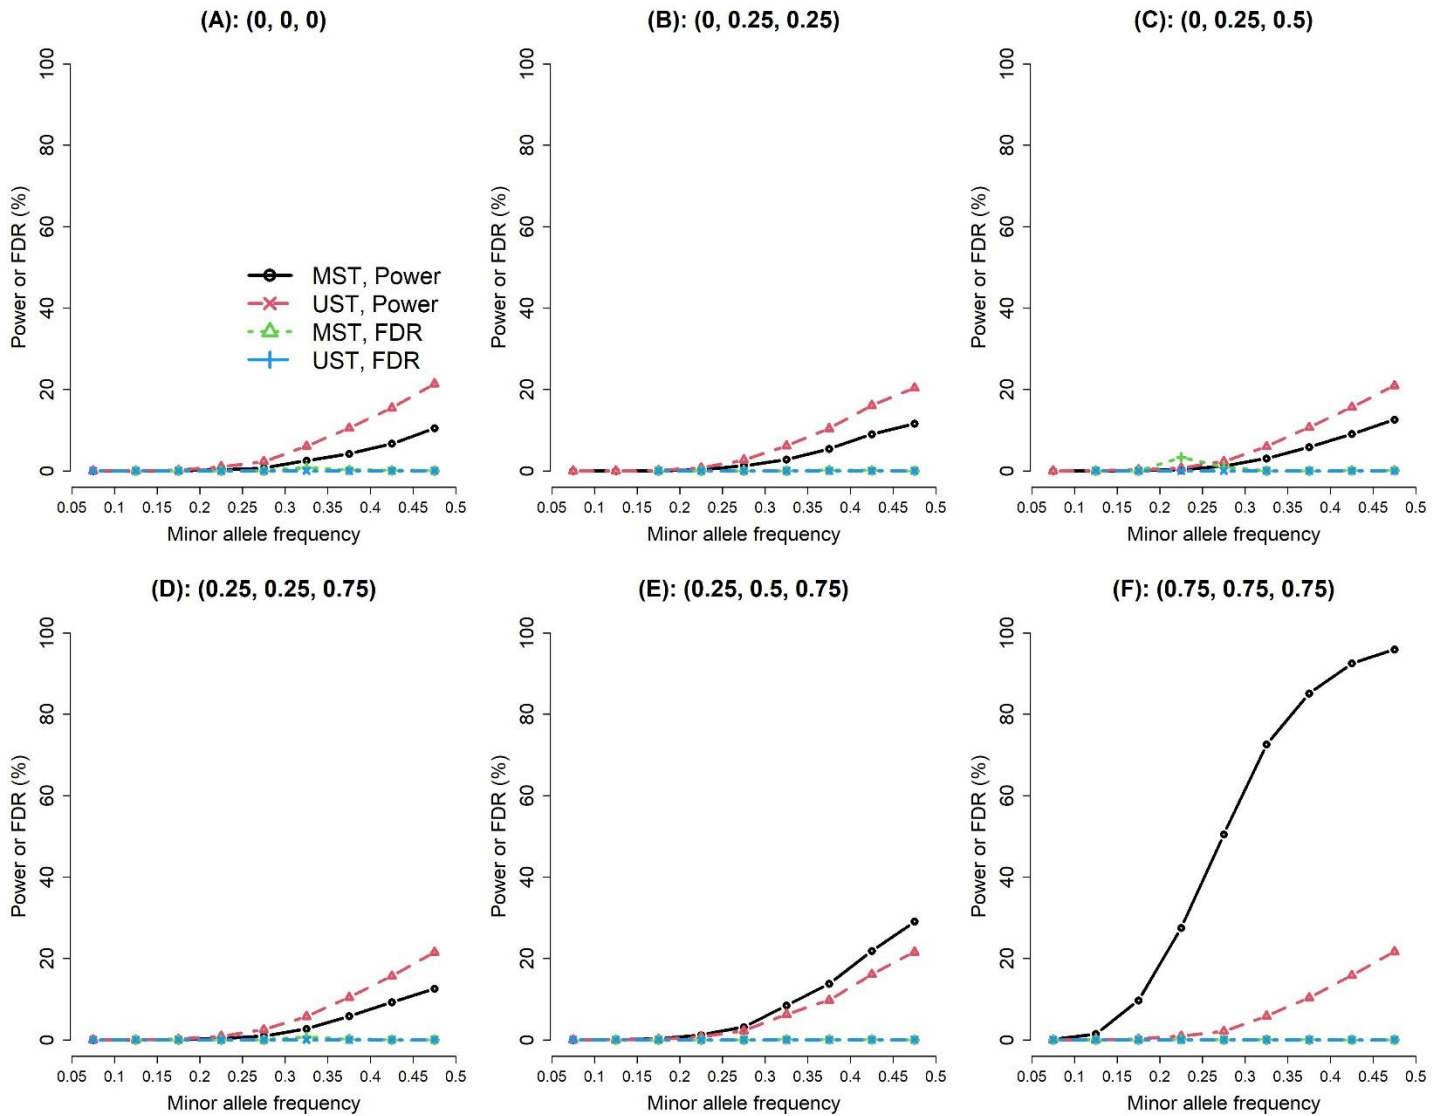 (A): (0, 0, 0)
Power or FDR (%)
100
80
60
40
20
0
MST, Power
UST, Power
MST, FDR
UST, FDR
0.05 0.1 0.15 0.2 0.25 0.3 0.35 0.4 0.45 0.5
Minor allele frequency
(B): (0, 0.25, 0.25)
Power or FDR (%)
100
80
60
40
20
0
0.05 0.1 0.15 0.2 0.25 0.3 0.35 0.4 0.45 0.5
Minor allele frequency
(C): (0, 0.25, 0.5)
Power or FDR (%)
100
80
60
40
20
0
0.05 0.1 0.15 0.2 0.25 0.3 0.35 0.4 0.45 0.5
Minor allele frequency
(D): (0.25, 0.25, 0.75)
Power or FDR (%)
100
80
60
40
20
0
0.05 0.1 0.15 0.2 0.25 0.3 0.35 0.4 0.45 0.5
Minor allele frequency
(E): (0.25, 0.5, 0.75)
Power or FDR (%)
100
80
60
40
20
0
0.05 0.1 0.15 0.2 0.25 0.3 0.35 0.4 0.45 0.5
Minor allele frequency
(F): (0.75, 0.75, 0.75)
Power or FDR (%)
100
80
60
40
20
0
0.05 0.1 0.15 0.2 0.25 0.3 0.35 0.4 0.45 0.5
Minor allele frequency